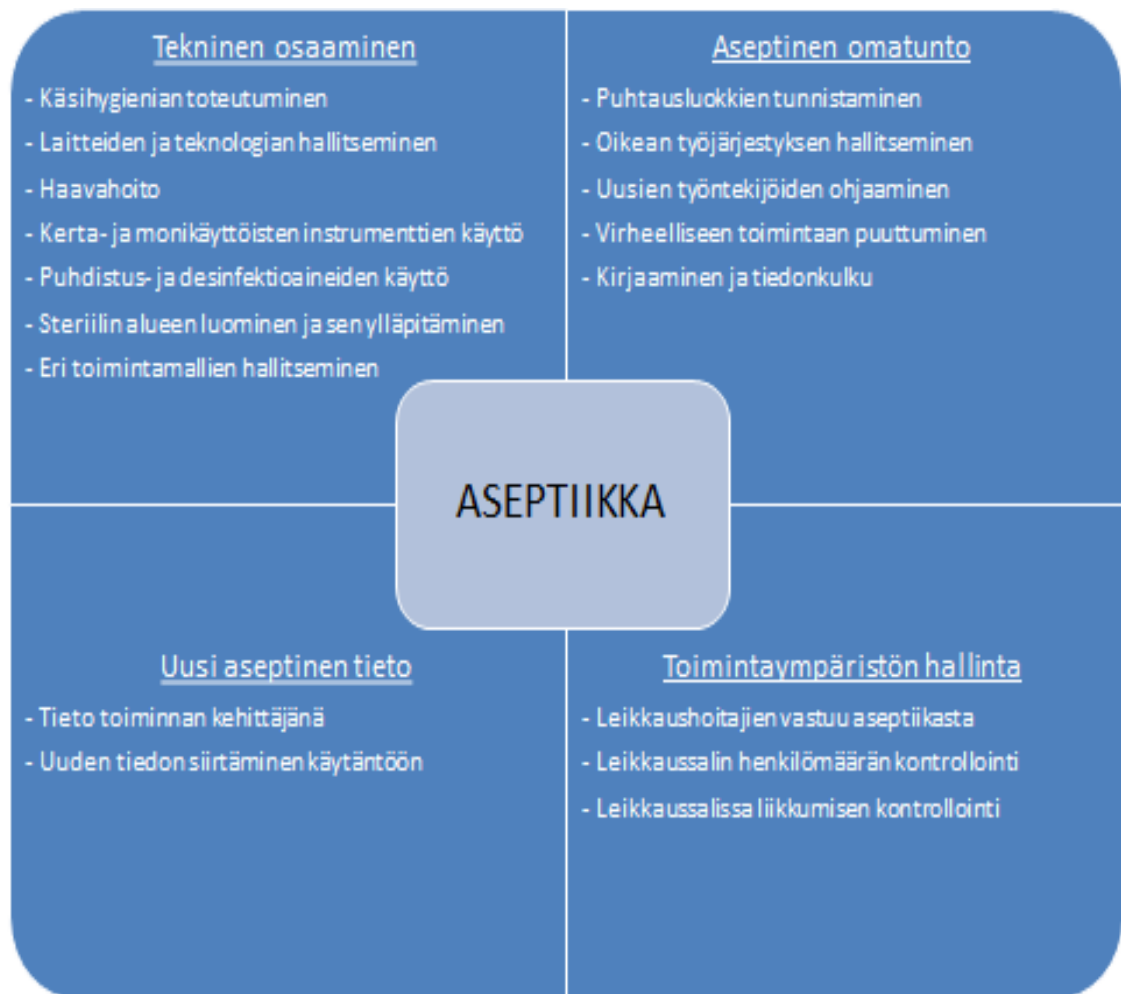 Tekninen osaaminen
- Käsihygienian toteutuminen
- Laitteiden ja teknologian hallitseminen
- Haavahoito
- Kerta- ja monikäyttöisten instrumenttien käyttö
- Puhdistus- ja desinfektioaineiden käyttö
- Steriilin alueen luominen ja sen ylläpitäminen
- Eri toimintamallien hallitseminen
Aseptinen omatunto
- Puhtausluokkien tunnistaminen
- Oikean työjärjestyksen hallitseminen
- Uusien työntekijöiden ohjaaminen
- Virheelliseen toimintaan puuttuminen
- Kirjaaminen ja tiedonkulku
ASEPTIIKKA
Uusi aseptinen tieto
- Tieto toiminnan kehittäjänä
- Uuden tiedon siirtäminen käytäntöön
Toimintaympäristön hallinta
- Leikkaushoitajien vastuu aseptiikasta
- Leikkaussalin henkilömäärän kontrollointi
- Leikkaussalissa liikkumisen kontrollointi